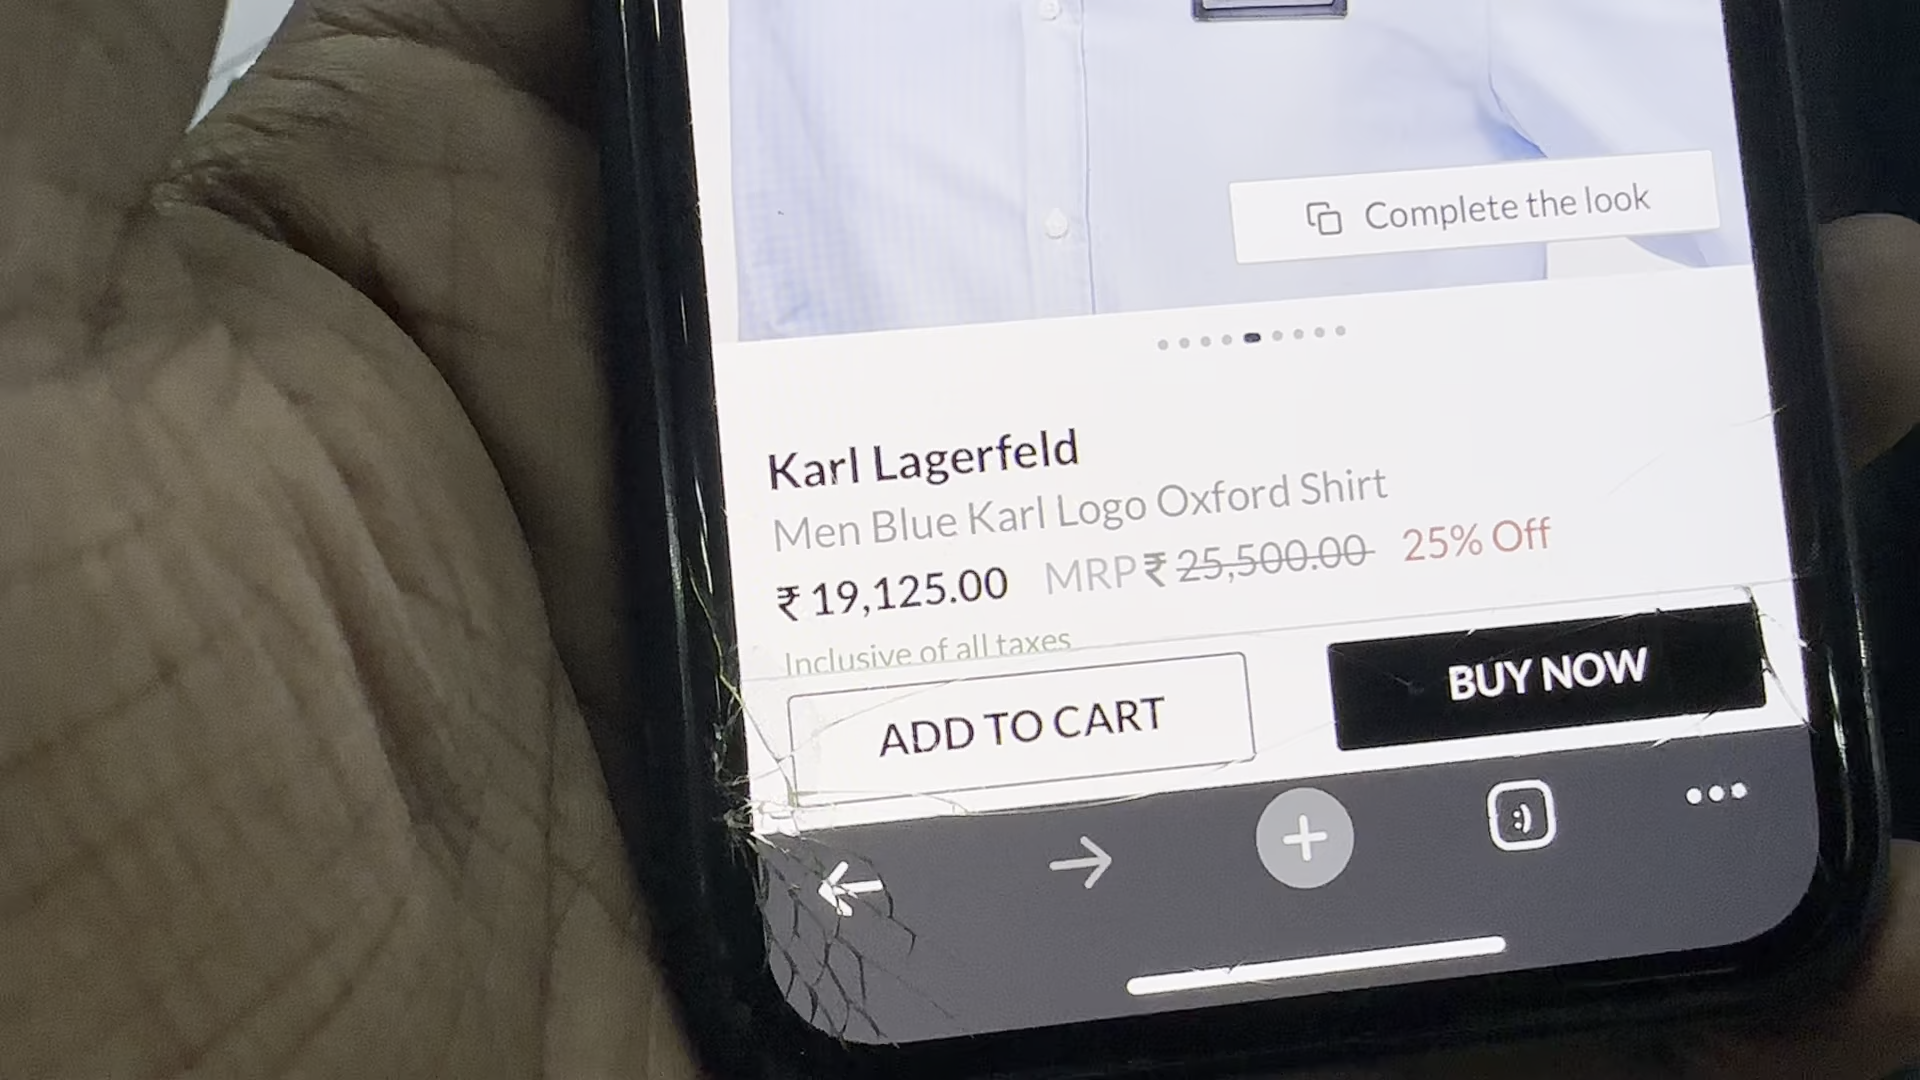 Complete the look
Karl Lagerfeld
Men Blue Karl Logo Oxford Shirt
₹ 19,125.00 MRP ₹ 25,500.00 25% Off
Inclusive of all taxes
ADD TO CART
BUY NOW
:)